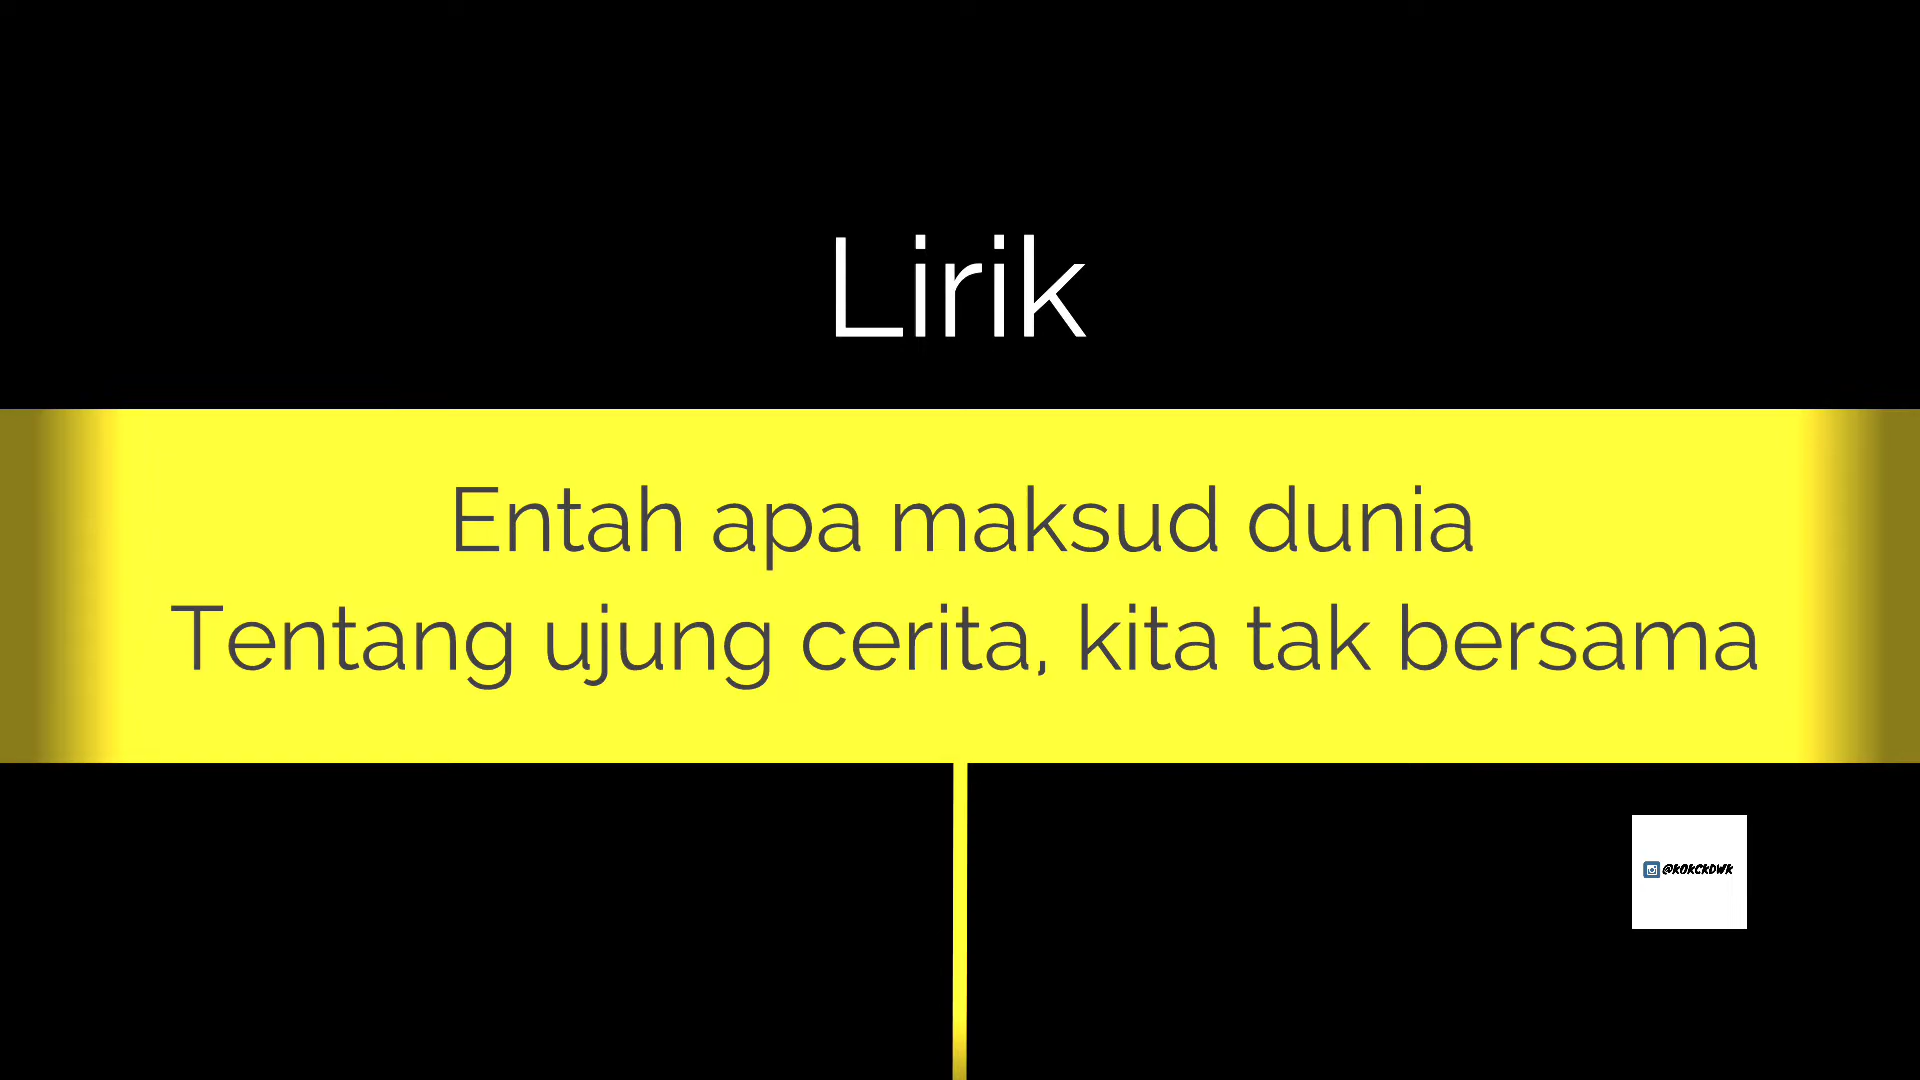 Lirik
Entah apa maksud dunia
Tentang ujung cerita, kita tak bersama
@KOKCKDWK